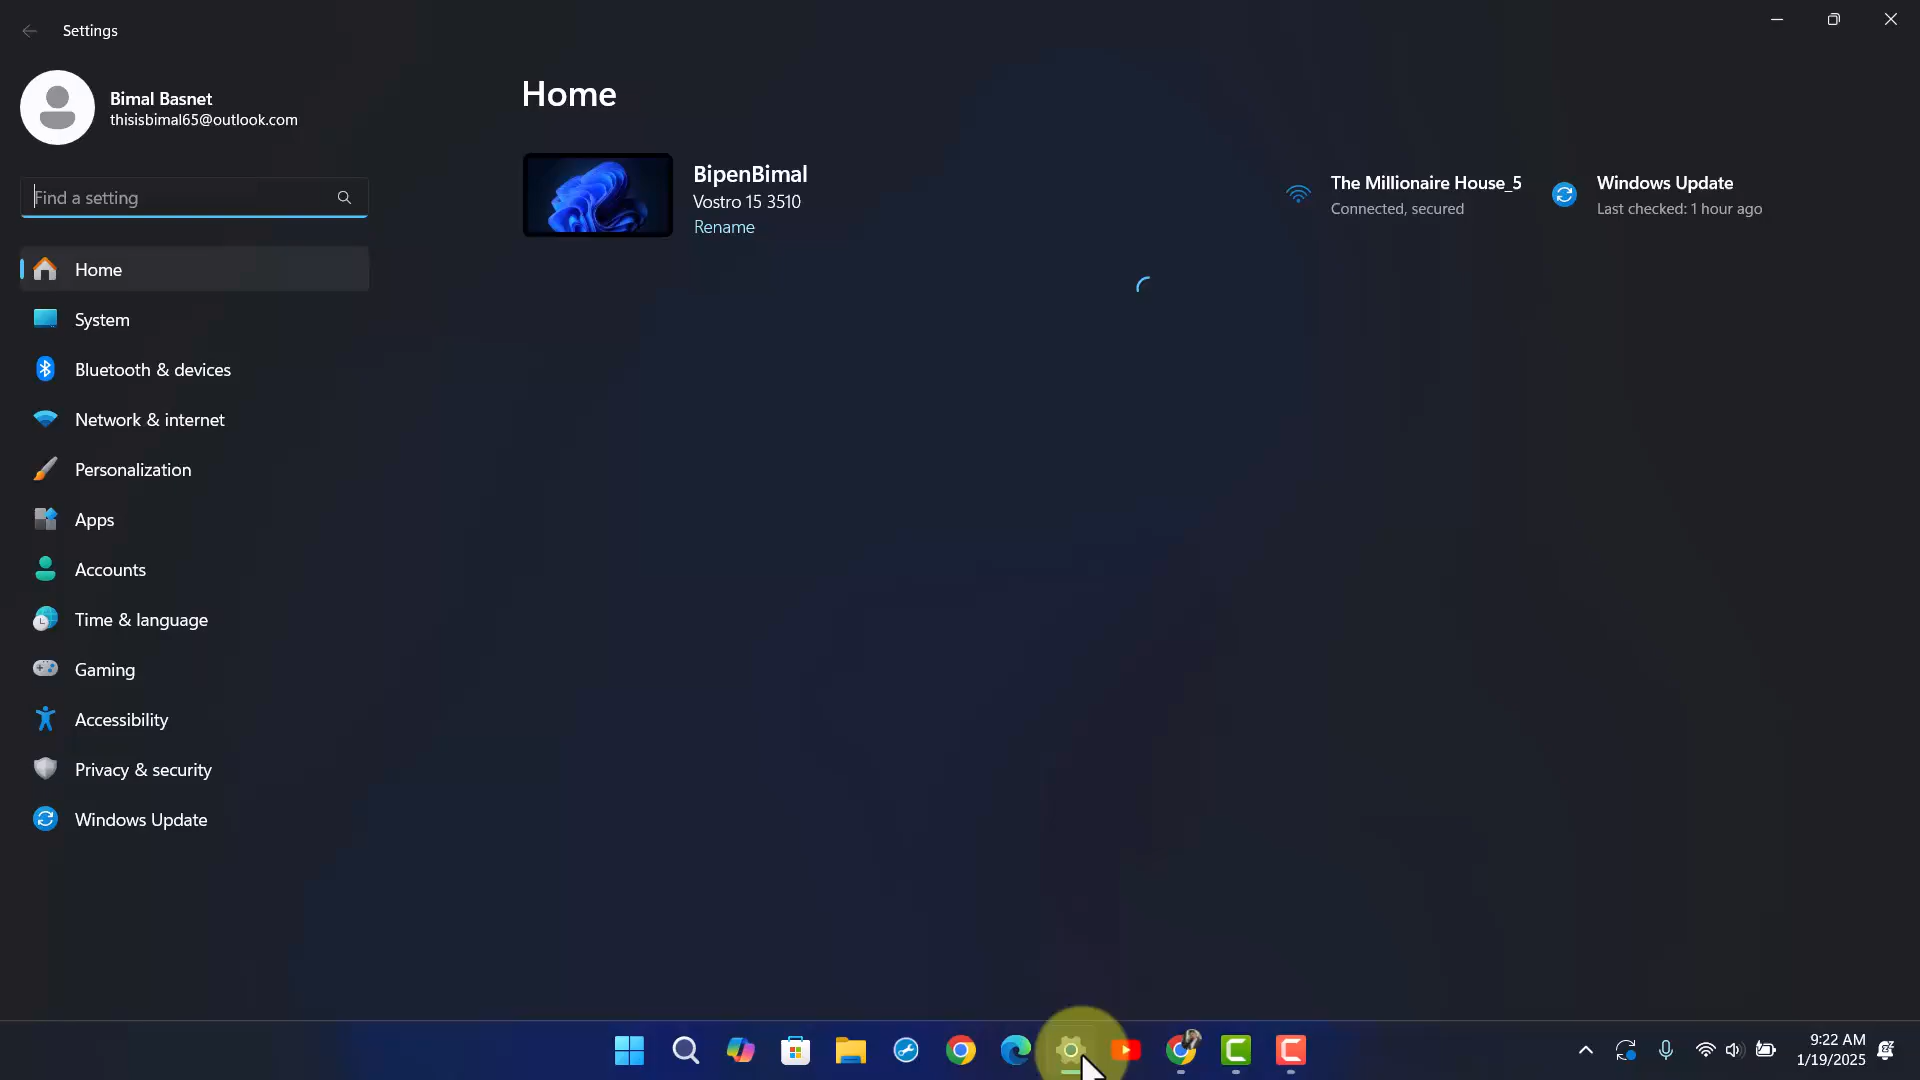 Settings
Bimal Basnet
thisisbimal65@outlook.com
Find a setting
Home
System
Bluetooth & devices
Network & internet
Personalization
Apps
Accounts
Time & language
Gaming
Accessibility
Privacy & security
Windows Update
Home
BipenBimal
Vostro 15 3510
Rename
The Millionaire House_5
Connected, secured
Windows Update
Last checked: 1 hour ago
9:22 AM
1/19/2025